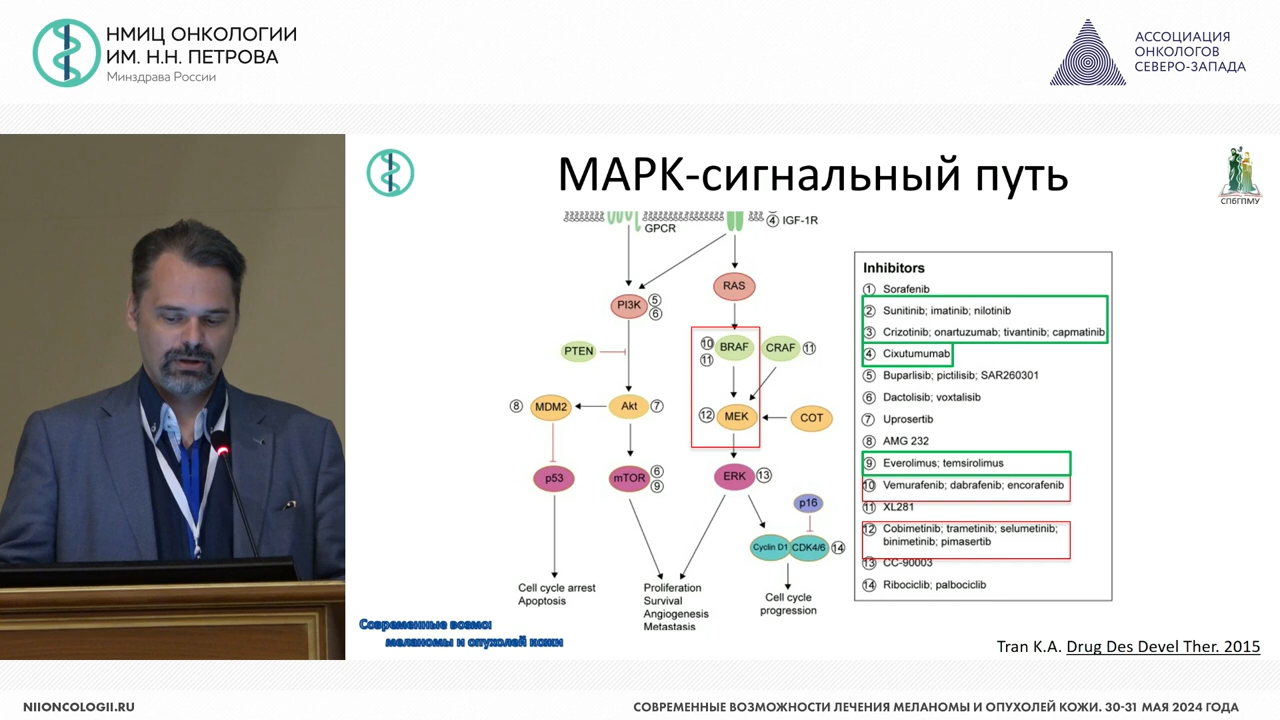 НМИЦ ОНКОЛОГИИ
ИМ. Н.Н. ПЕТРОВА
Минздрава России
АССОЦИАЦИЯ
ОНКОЛОГОВ
СЕВЕРО-ЗАПАДА
МАРК-сигнальный путь
СПбГПМУ
GPCR
④ IGF-1R
PI3K
⑤
⑥
RAS
PTEN
⑩ BRAF
⑪
CRAF ⑪
⑧ MDM2
Akt ⑦
⑫ MEK
COT
p53
mTOR ⑥
⑨
ERK ⑬
p16
Cyclin D1
CDK4/6 ⑭
Cell cycle arrest
Apoptosis
Proliferation
Survival
Angiogenesis
Metastasis
Cell cycle
progression
Inhibitors
① Sorafenib
② Sunitinib; imatinib; nilotinib
③ Crizotinib; onartuzumab; tivantinib; capmatinib
④ Cixutumumab
⑤ Buparlisib; pictilisib; SAR260301
⑥ Dactolisib; voxtalisib
⑦ Uprosertib
⑧ AMG 232
⑨ Everolimus; temsirolimus
⑩ Vemurafenib; dabrafenib; encorafenib
⑪ XL281
⑫ Cobimetinib; trametinib; selumetinib;
binimetinib; pimasertib
⑬ CC-90003
⑭ Ribociclib; palbociclib
Современные возмо
меланомы и опухолей кожи
Tran K.A. Drug Des Devel Ther. 2015
NIIONCOLOGII.RU
СОВРЕМЕННЫЕ ВОЗМОЖНОСТИ ЛЕЧЕНИЯ МЕЛАНОМЫ И ОПУХОЛЕЙ КОЖИ. 30-31 МАЯ 2024 ГОДА